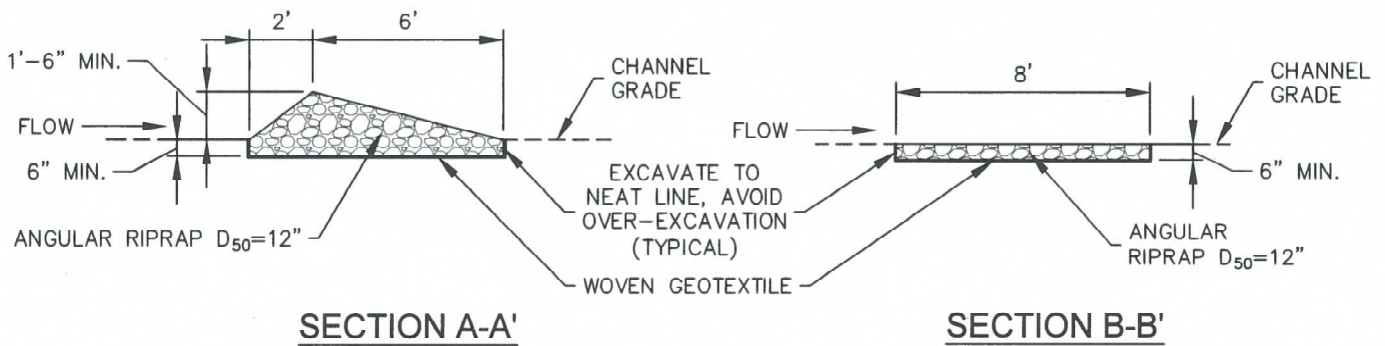 2'
6'
1'-6" MIN.
CHANNEL
GRADE
FLOW
6" MIN.
EXCAVATE TO
NEAT LINE, AVOID
OVER-EXCAVATION
(TYPICAL)
ANGULAR RIPRAP D₅₀=12"
WOVEN GEOTEXTILE
SECTION A-A'
8'
CHANNEL
GRADE
FLOW
6" MIN.
ANGULAR
RIPRAP D₅₀=12"
SECTION B-B'